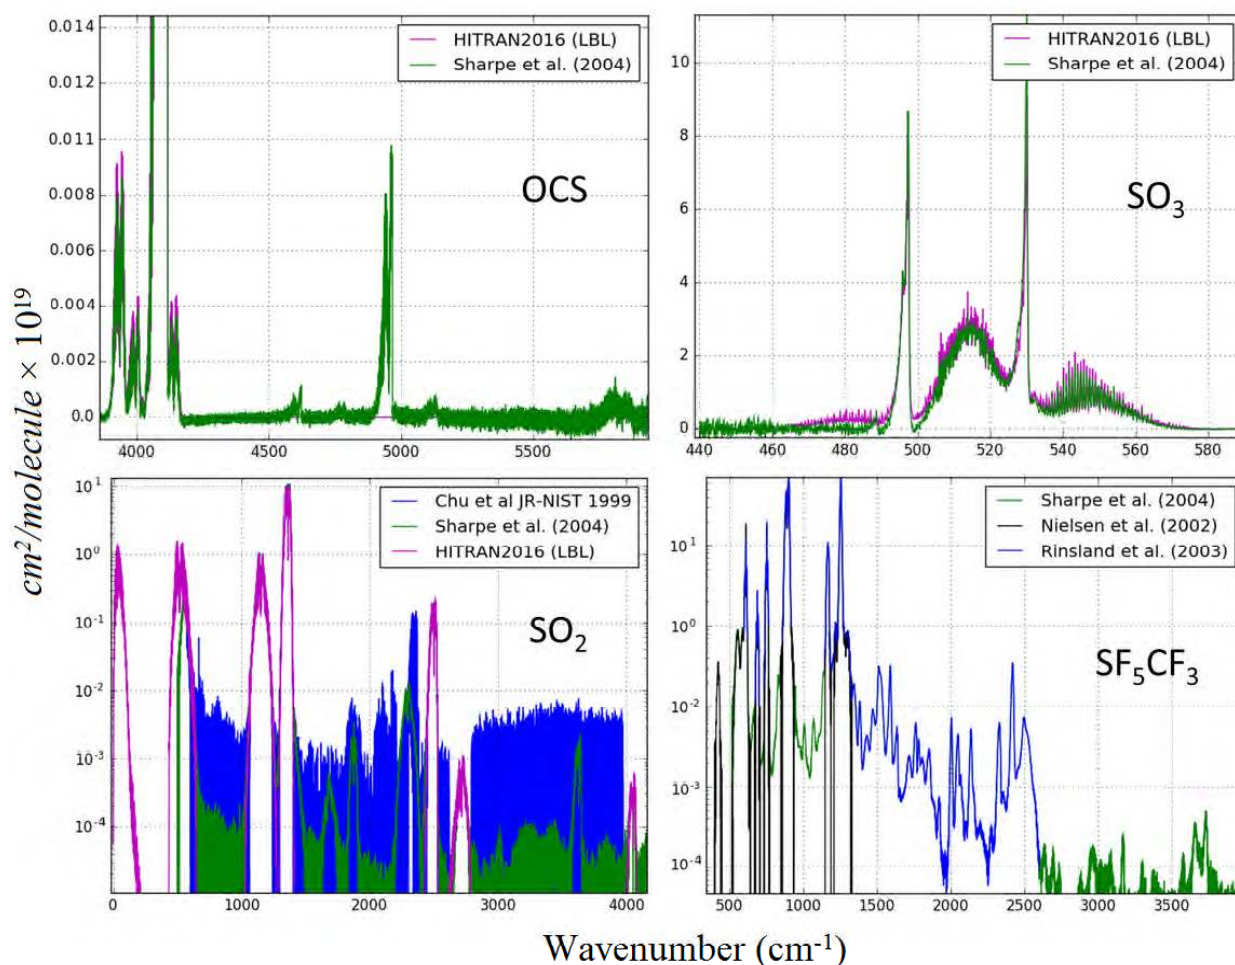 0.014
0.012
0.011
0.008
0.006
0.004
0.002
0.0
HITRAN2016 (LBL)
Sharpe et al. (2004)
OCS
4000 4500 5000 5500
10
8
6
4
2
0
HITRAN2016 (LBL)
Sharpe et al. (2004)
SO₃
440 460 480 500 520 540 560 580
cm²/molecule × 10¹⁹
10¹
10⁰
10⁻¹
10⁻²
10⁻³
10⁻⁴
Chu et al JR-NIST 1999
Sharpe et al. (2004)
HITRAN2016 (LBL)
SO₂
0 1000 2000 3000 4000
10¹
10⁰
10⁻¹
10⁻²
10⁻³
10⁻⁴
Sharpe et al. (2004)
Nielsen et al. (2002)
Rinsland et al. (2003)
SF₅CF₃
500 1000 1500 2000 2500 3000 3500
Wavenumber (cm⁻¹)